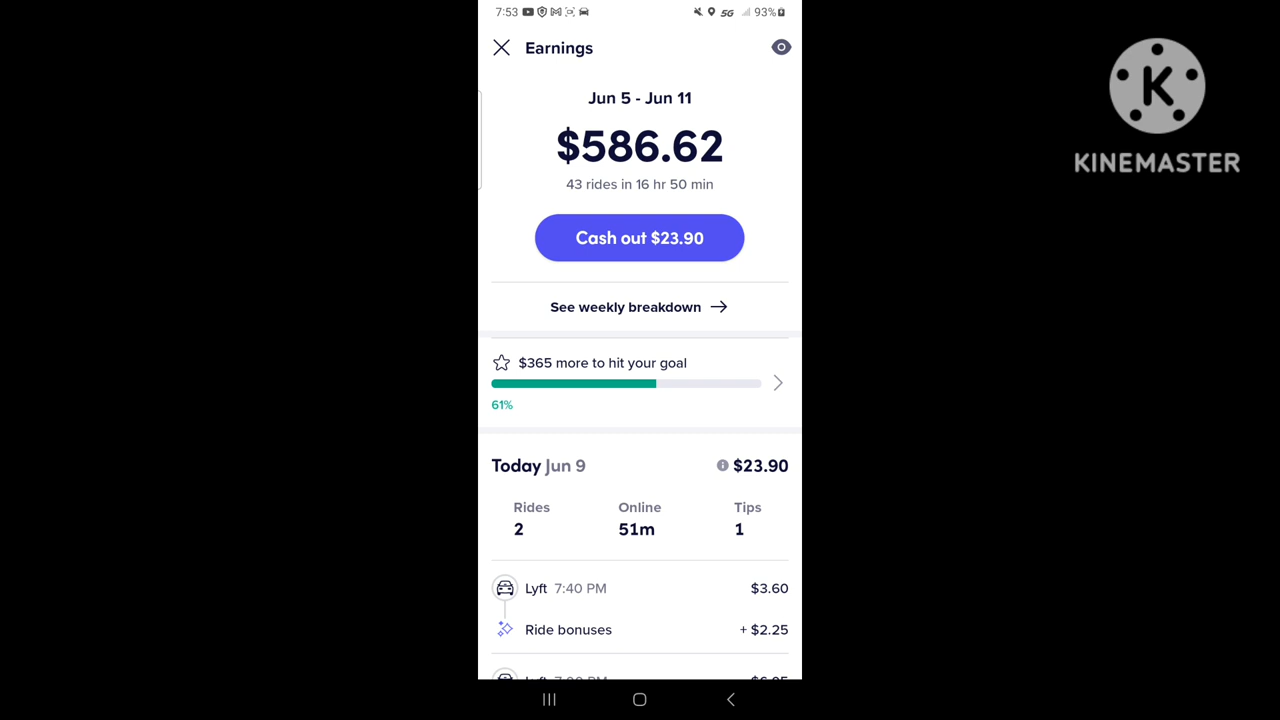 7:53 5G 93%
Earnings
K
KINEMASTER
Jun 5 - Jun 11
$586.62
43 rides in 16 hr 50 min
Cash out $23.90
See weekly breakdown
$365 more to hit your goal
61%
Today Jun 9 $23.90
Rides Online Tips
2 51m 1
Lyft 7:40 PM $3.60
Ride bonuses + $2.25